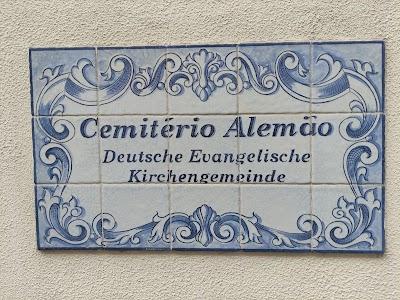 Cemitério Alemão
Deutsche Evangelische
Kirchengemeinde